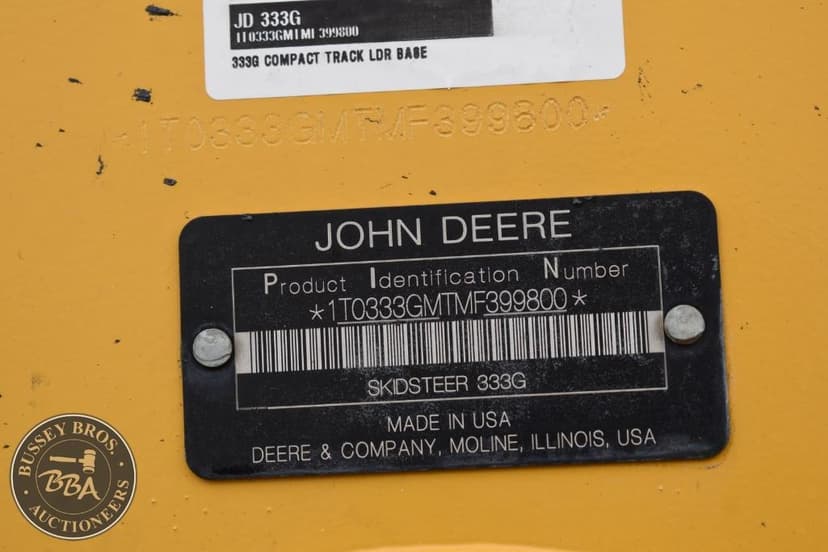 JD 333G
1T0333GMTMF399800
333G COMPACT TRACK LDR BASE
*1T0333GMTMF399800*
JOHN DEERE
Product Identification Number
*1T0333GMTMF399800*
SKIDSTEER 333G
MADE IN USA
DEERE & COMPANY, MOLINE, ILLINOIS, USA
BUSSEY BROS.
BBA
AUCTIONEERS